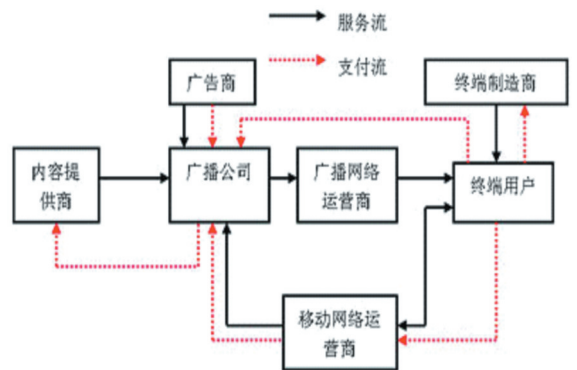 服务流
支付流
广告商
终端制造商
内容提
供商
广播公司
广播网络
运营商
终端用户
移动网络运
营商